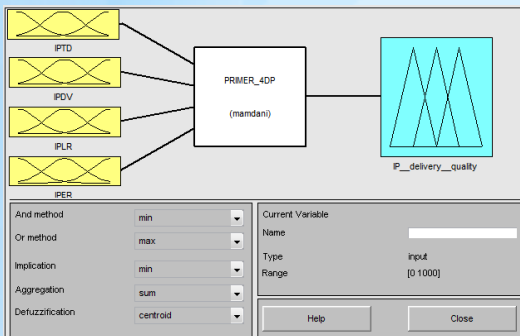 IPTD
IPDV
IPLR
IPER
PRIMER_4DP
(mamdani)
IP__delivery__quality
And method min
Or method max
Implication min
Aggregation sum
Defuzzification centroid
Current Variable
Name
Type input
Range [0 1000]
Help Close